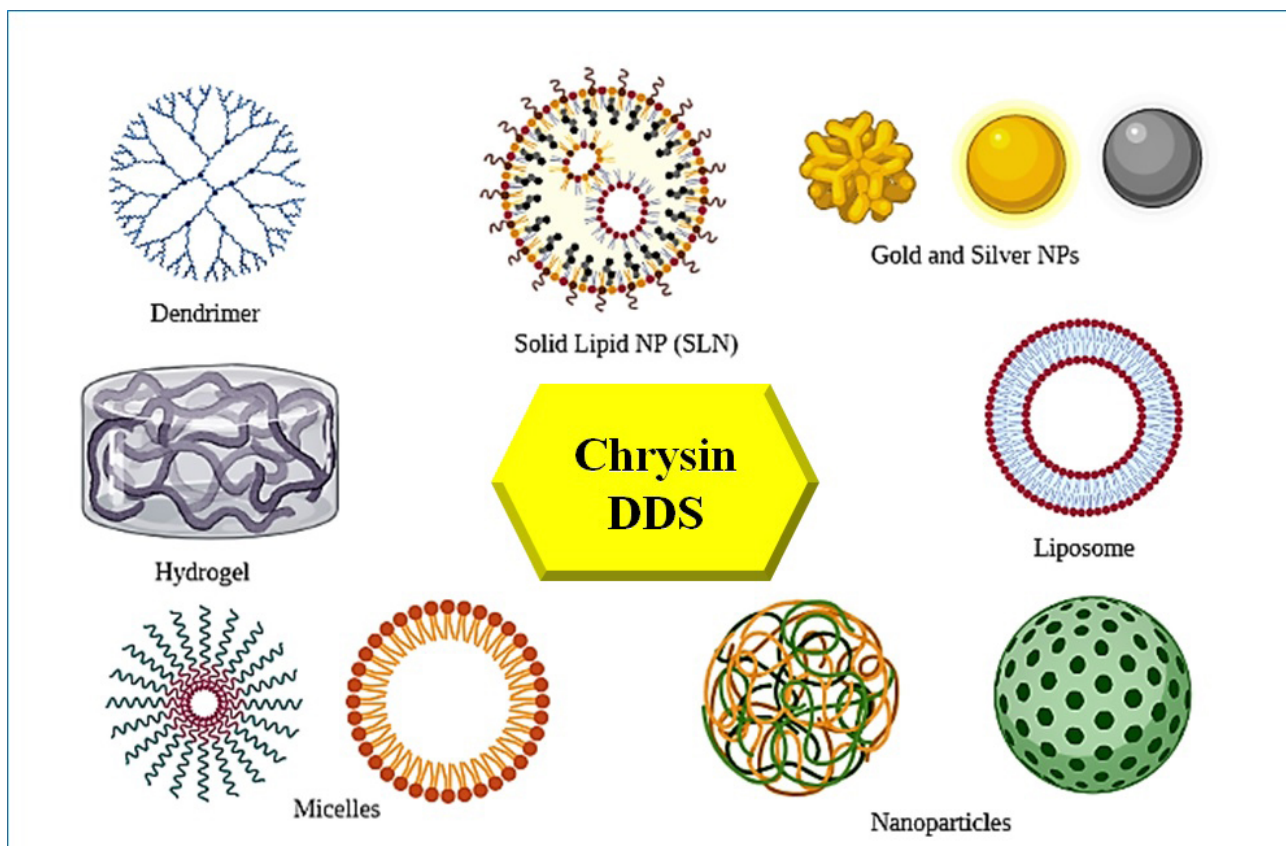 Dendrimer
Solid Lipid NP (SLN)
Gold and Silver NPs
Hydrogel
Chrysin
DDS
Liposome
Micelles
Nanoparticles